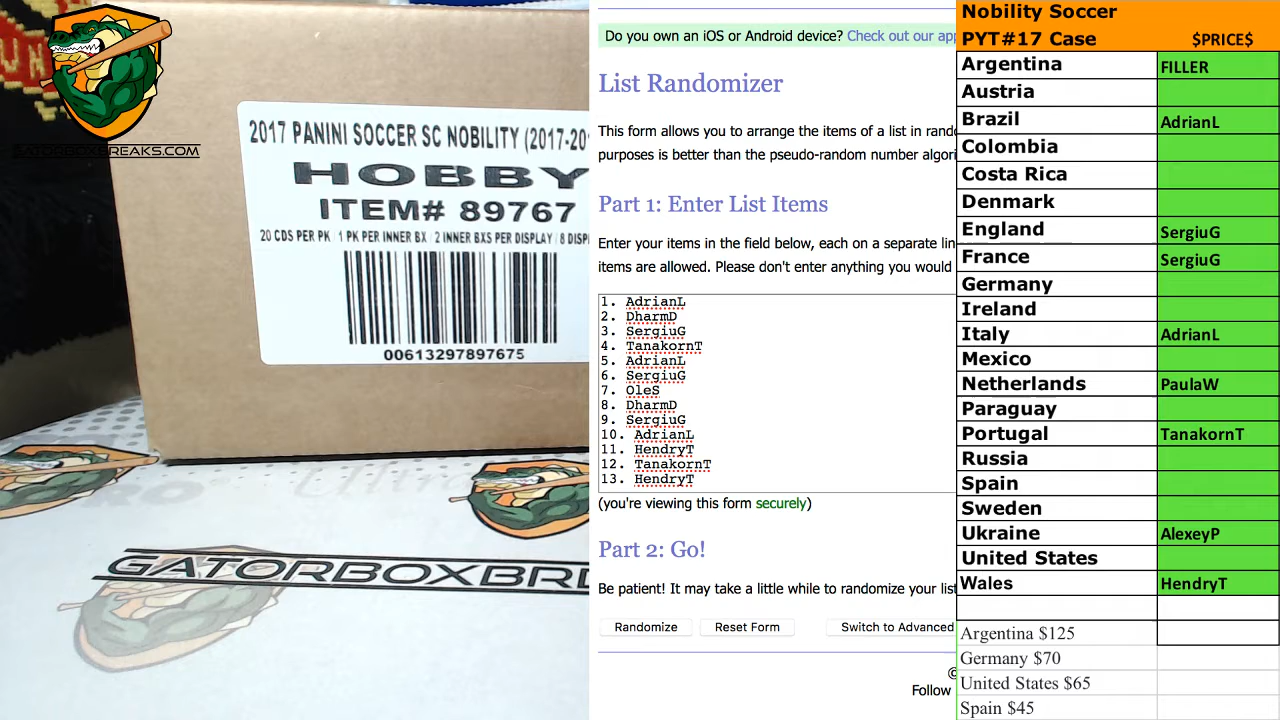 GATORBOXBREAKS.COM
2017 PANINI SOCCER SC NOBILITY (2017-20
HOBBY
ITEM# 89767
20 CDS PER PK 1 PK PER INNER BX / 2 INNER BXS PER DISPLAY / 8 DISP
00613297897675
GATORBOXBRE
Do you own an iOS or Android device? Check out our app
List Randomizer
This form allows you to arrange the items of a list in rando
purposes is better than the pseudo-random number algori
Part 1: Enter List Items
Enter your items in the field below, each on a separate lin
items are allowed. Please don't enter anything you would
1. AdrianL
2. DharmD
3. SergiuG
4. TanakornT
5. AdrianL
6. SergiuG
7. OleS
8. DharmD
9. SergiuG
10. AdrianL
11. HendryT
12. TanakornT
13. HendryT
(you're viewing this form securely)
Part 2: Go!
Be patient! It may take a little while to randomize your list
Randomize Reset Form Switch to Advanced
©
Follow
Nobility Soccer
PYT#17 Case $PRICE$
Argentina FILLER
Austria
Brazil AdrianL
Colombia
Costa Rica
Denmark
England SergiuG
France SergiuG
Germany
Ireland
Italy AdrianL
Mexico
Netherlands PaulaW
Paraguay
Portugal TanakornT
Russia
Spain
Sweden
Ukraine AlexeyP
United States
Wales HendryT
Argentina $125
Germany $70
United States $65
Spain $45